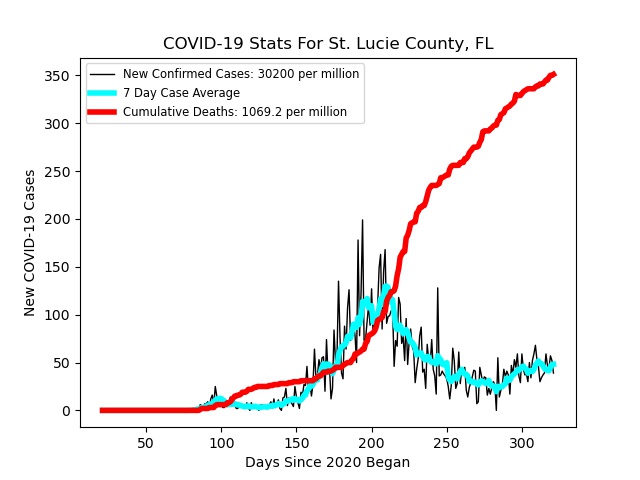 COVID-19 Stats For St. Lucie County, FL
New Confirmed Cases: 30200 per million
7 Day Case Average
Cumulative Deaths: 1069.2 per million
New COVID-19 Cases
350
300
250
200
150
100
50
0
50 100 150 200 250 300
Days Since 2020 Began